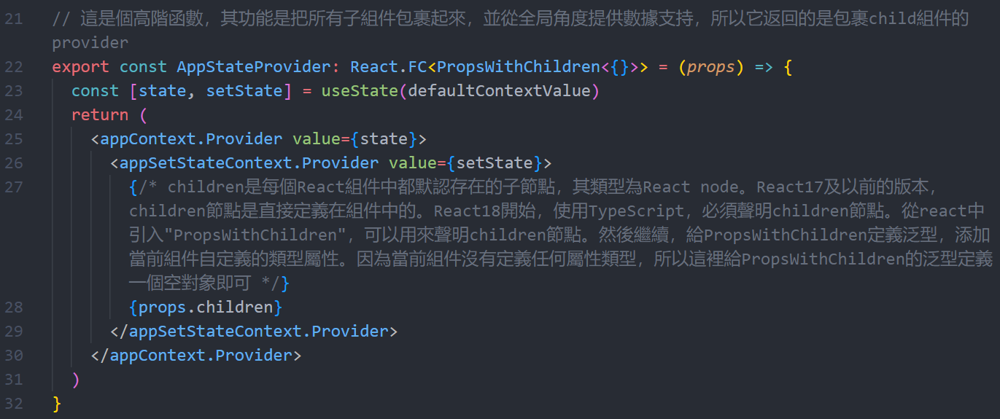 21 // 這是個高階函數，其功能是把所有子組件包裹起來，並從全局角度提供數據支持，所以它返回的是包裹child組件的
provider
22 export const AppStateProvider: React.FC<PropsWithChildren<{}>> = (props) => {
23 const [state, setState] = useState(defaultContextValue)
24 return (
25 <appContext.Provider value={state}>
26 <appSetStateContext.Provider value={setState}>
27 {/* children是每個React組件中都默認存在的子節點，其類型為React node。React17及以前的版本，
children節點是直接定義在組件中的。React18開始，使用TypeScript，必須聲明children節點。從react中
引入"PropsWithChildren"，可以用來聲明children節點。然後繼續，給PropsWithChildren定義泛型，添加
當前組件自定義的類型屬性。因為當前組件沒有定義任何屬性類型，所以這裡給PropsWithChildren的泛型定義
一個空對象即可 */}
28 {props.children}
29 </appSetStateContext.Provider>
30 </appContext.Provider>
31 )
32 }